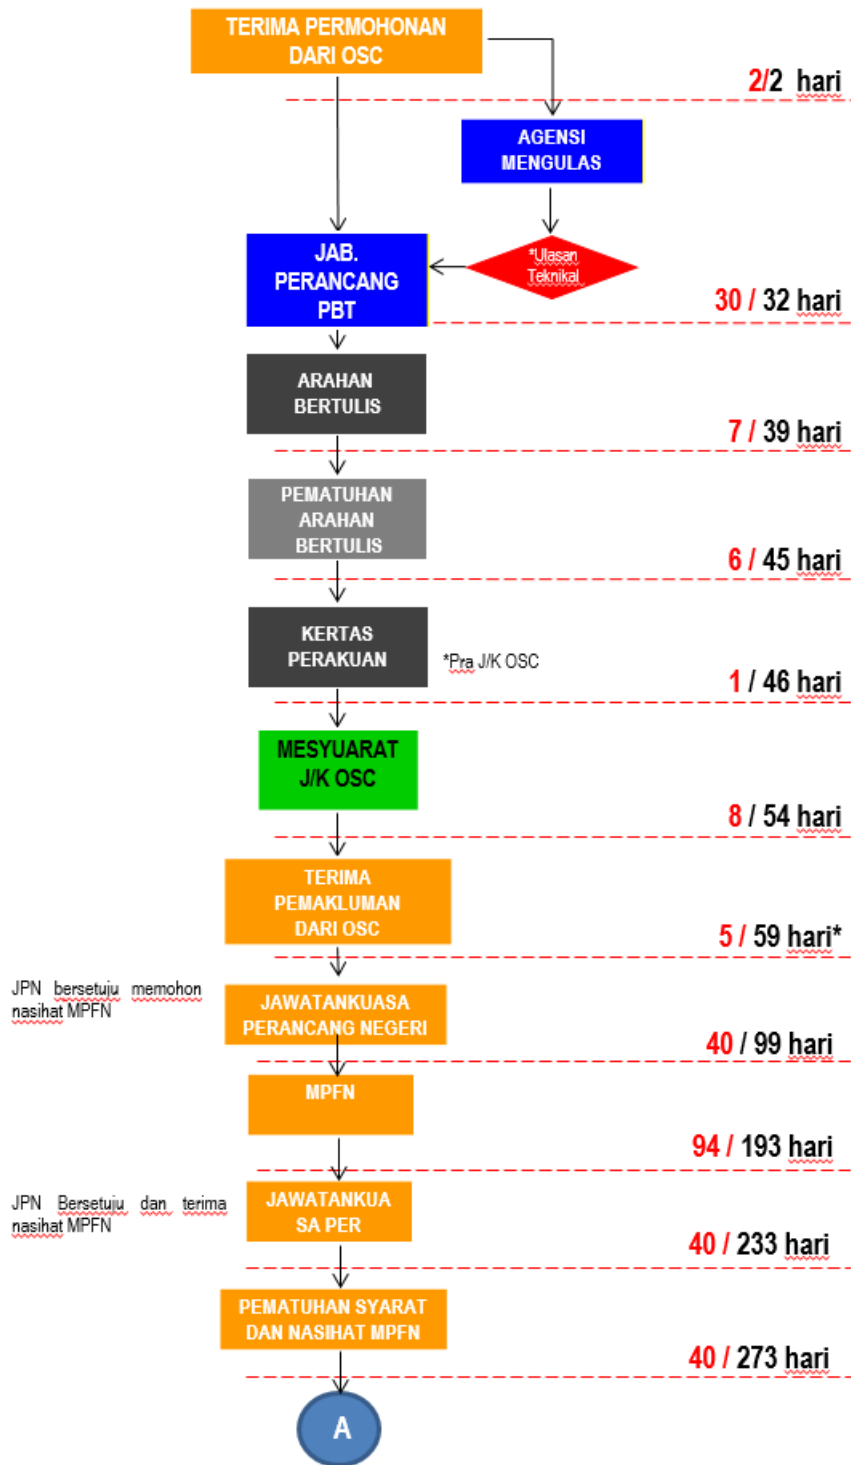 TERIMA PERMOHONAN
DARI OSC
2/2 hari
AGENSI
MENGULAS
JAB.
PERANCANG
PBT
*Ulasan
Teknikal
30 / 32 hari
ARAHAN
BERTULIS
7 / 39 hari
PEMATUHAN
ARAHAN
BERTULIS
6 / 45 hari
KERTAS
PERAKUAN
*Pra J/K OSC
1 / 46 hari
MESYUARAT
J/K OSC
8 / 54 hari
TERIMA
PEMAKLUMAN
DARI OSC
5 / 59 hari*
JPN bersetuju memohon
nasihat MPFN
JAWATANKUASA
PERANCANG NEGERI
40 / 99 hari
MPFN
94 / 193 hari
JPN Bersetuju dan terima
nasihat MPFN
JAWATANKUA
SA PER
40 / 233 hari
PEMATUHAN SYARAT
DAN NASIHAT MPFN
40 / 273 hari
A